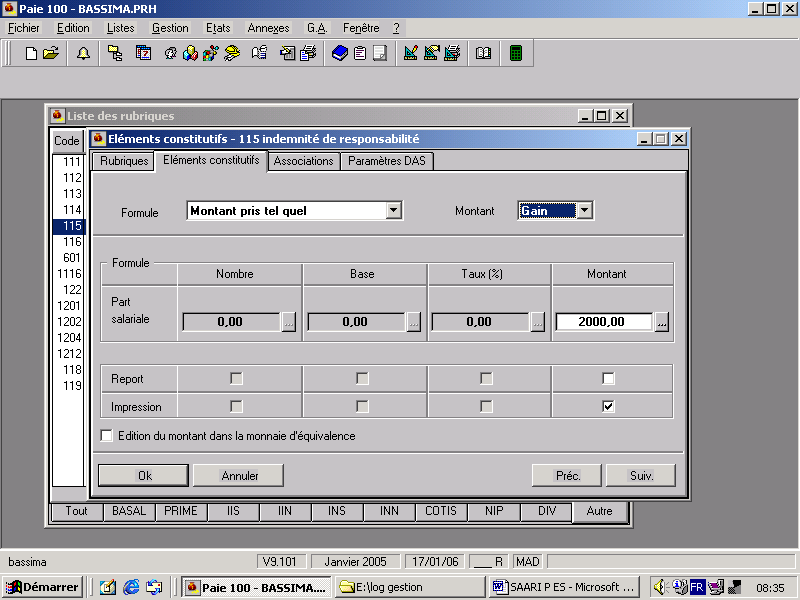 Paie 100 - BASSIMA.PRH
Fichier Edition Listes Gestion Etats Annexes G.A. Fenêtre ?
Liste des rubriques
Code
Eléments constitutifs - 115 indemnité de responsabilité
Rubriques Eléments constitutifs Associations Paramètres DAS
111
112
113
114
115
116
601
1116
122
1201
1202
1204
1212
118
119
Formule Montant pris tel quel Montant Gain
Formule
Nombre Base Taux (%) Montant
Part salariale
0,00 ... 0,00 ... 0,00 ... 2000,00 ...
Report
Impression
Edition du montant dans la monnaie d'équivalence
Ok Annuler Préc. Suiv.
Tout BASAL PRIME IIS IIN INS INN COTIS NIP DIV Autre
bassima V9.101 Janvier 2005 17/01/06 ___ R MAD
Démarrer Paie 100 - BASSIMA.... E:\log gestion SAARI P ES - Microsoft ... FR 08:35